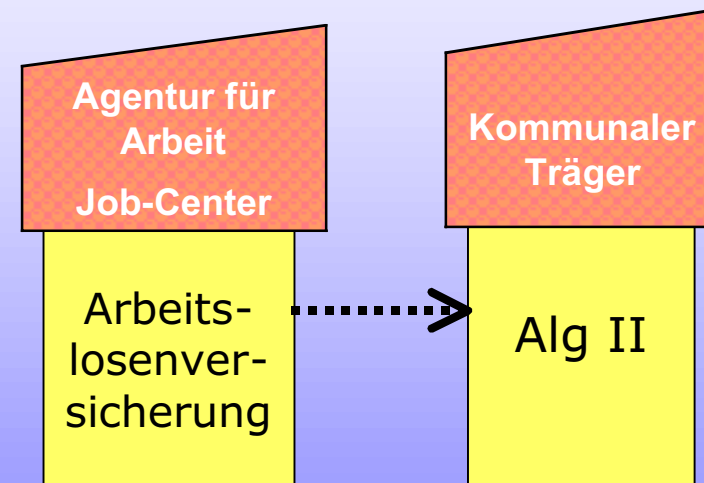 Agentur für
Arbeit
Job-Center
Arbeits-
losenver-
sicherung
Kommunaler
Träger
Alg II